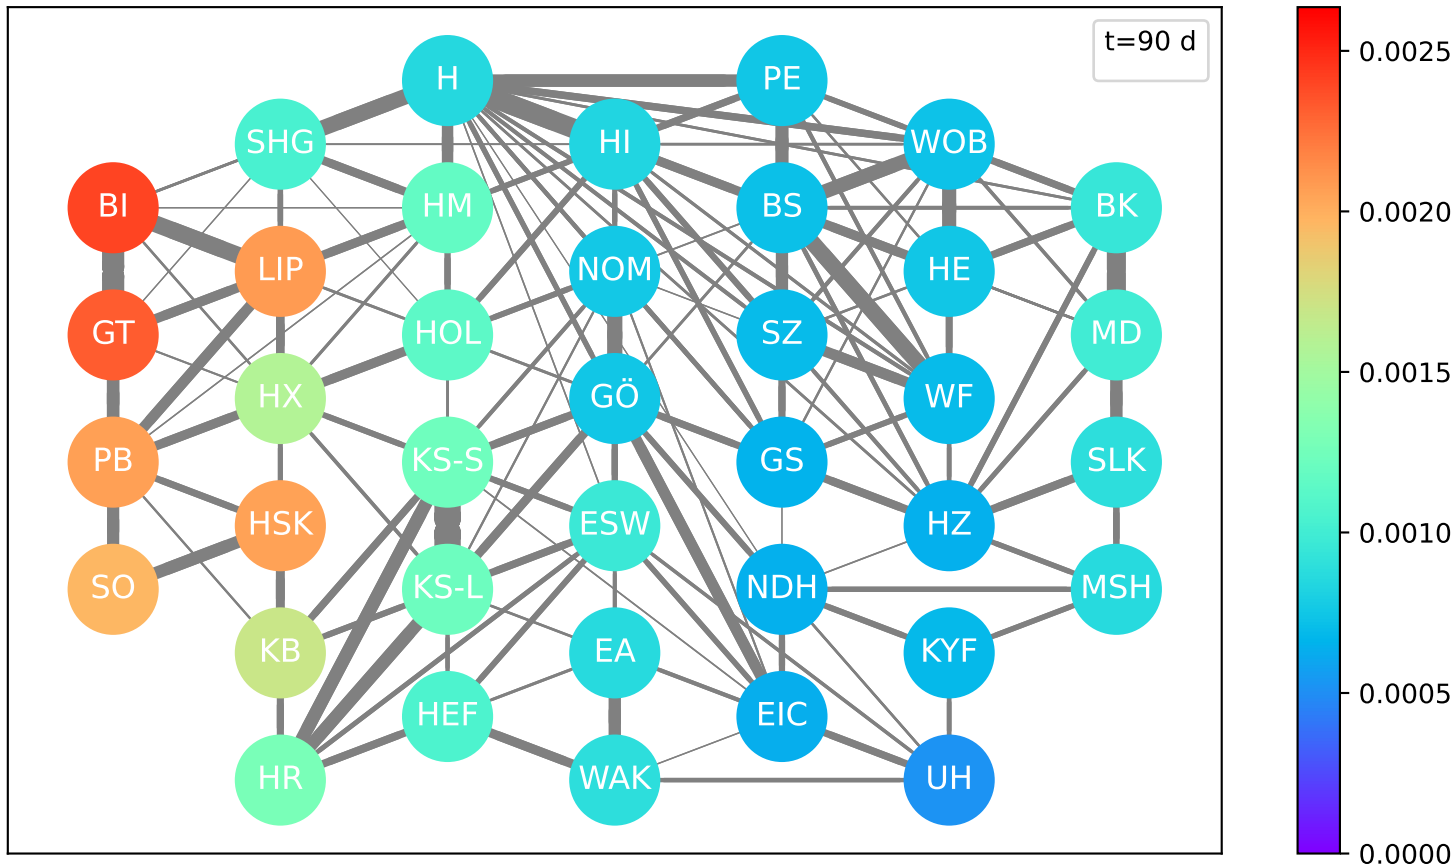 t=90 d
H
PE
SHG
HI
WOB
BI
HM
BS
BK
LIP
NOM
HE
GT
HOL
SZ
MD
HX
GÖ
WF
PB
KS-S
GS
SLK
HSK
ESW
HZ
SO
KS-L
NDH
MSH
KB
EA
KYF
HEF
EIC
HR
WAK
UH
0.0025
0.0020
0.0015
0.0010
0.0005
0.0000